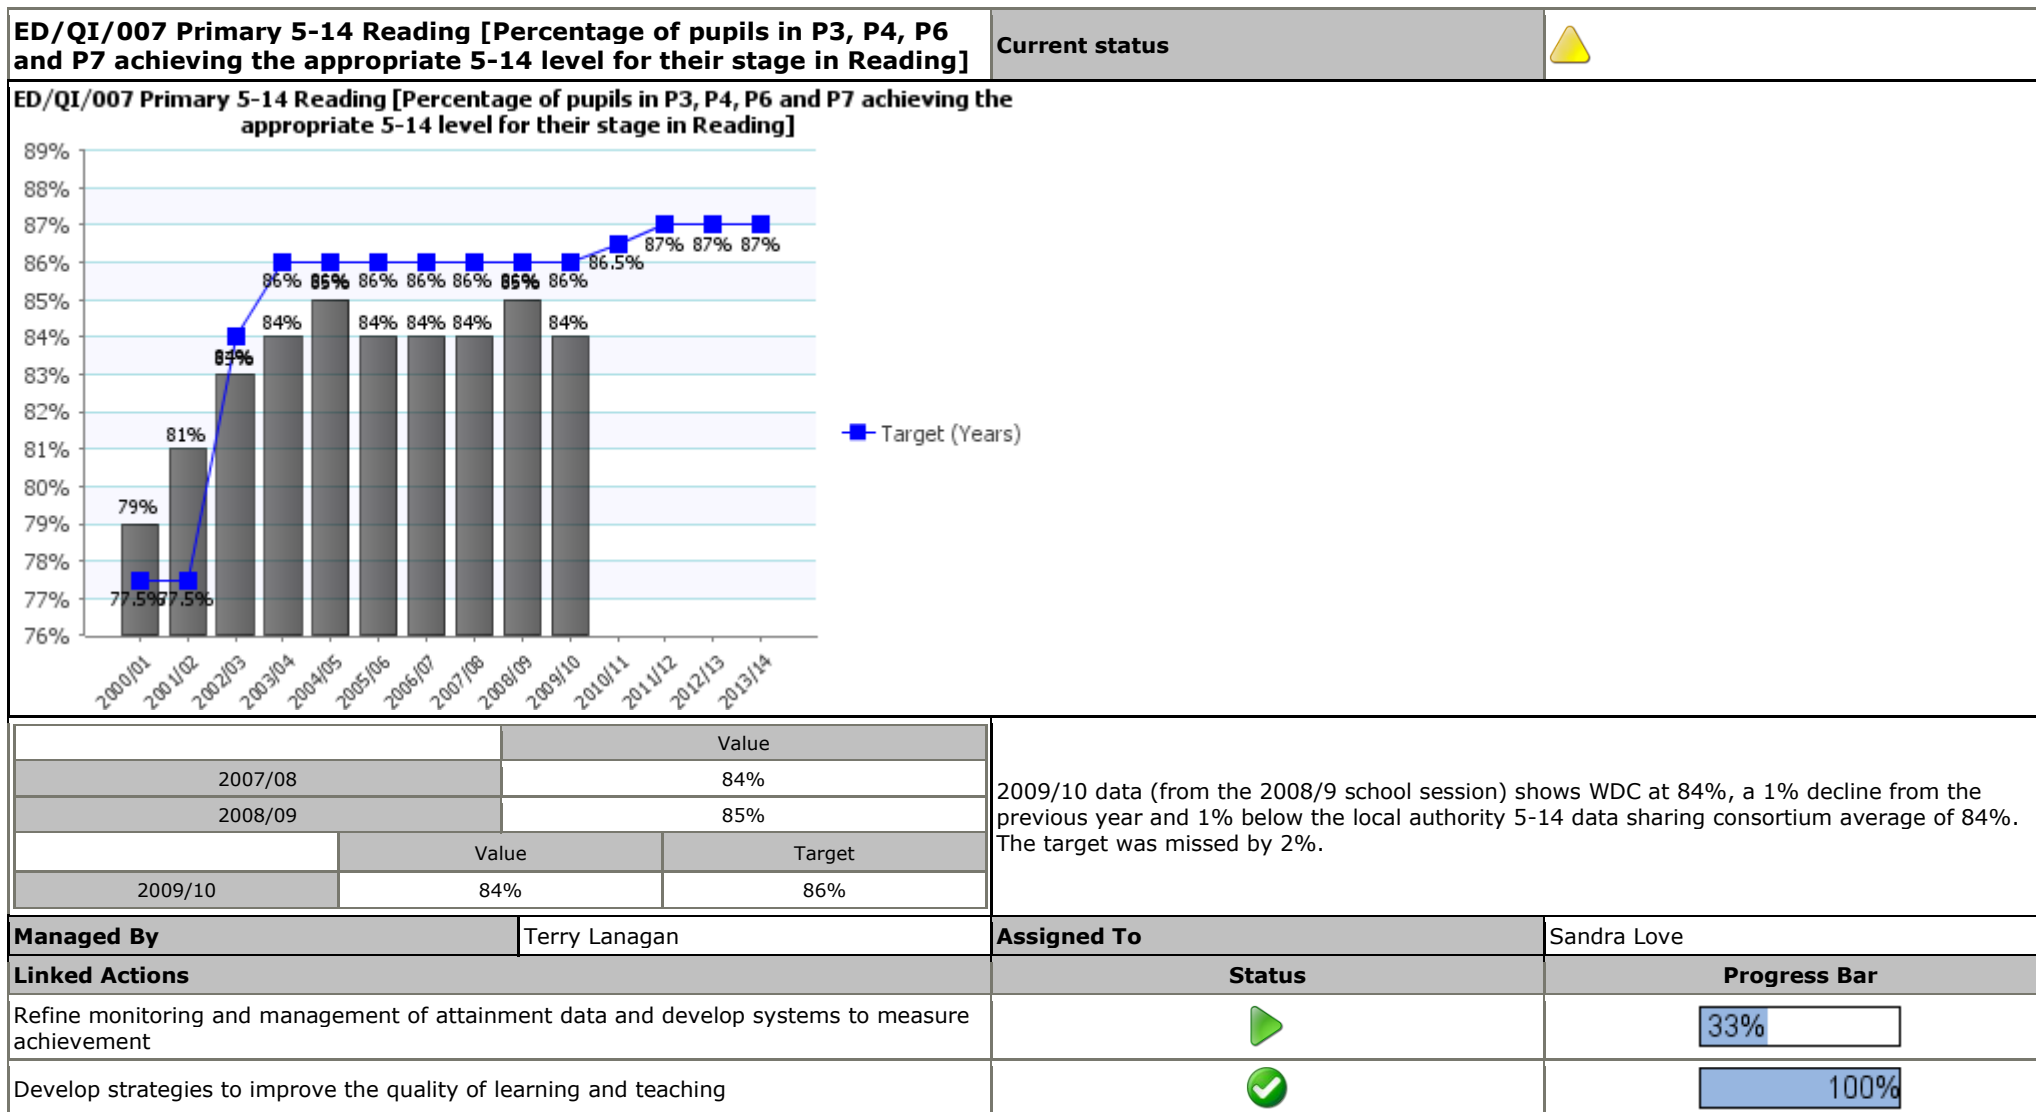 ED/QI/007 Primary 5-14 Reading [Percentage of pupils in P3, P4, P6
and P7 achieving the appropriate 5-14 level for their stage in Reading]
Current status
ED/QI/007 Primary 5-14 Reading [Percentage of pupils in P3, P4, P6 and P7 achieving the
appropriate 5-14 level for their stage in Reading]
89%
88%
87%
86%
85%
84%
83%
82%
81%
80%
79%
78%
77%
76%
87% 87% 87%
86.5%
86% 86% 86% 86% 86% 86% 86%
85% 85%
84% 84% 84% 84% 84%
84%
83%
81%
79%
77.5% 77.5%
Target (Years)
2000/01 2001/02 2002/03 2003/04 2004/05 2005/06 2006/07 2007/08 2008/09 2009/10 2010/11 2011/12 2012/13 2013/14
Value
2007/08 84%
2008/09 85%
Value Target
2009/10 84% 86%
2009/10 data (from the 2008/9 school session) shows WDC at 84%, a 1% decline from the
previous year and 1% below the local authority 5-14 data sharing consortium average of 84%.
The target was missed by 2%.
Managed By Terry Lanagan Assigned To Sandra Love
Linked Actions Status Progress Bar
Refine monitoring and management of attainment data and develop systems to measure
achievement
33%
Develop strategies to improve the quality of learning and teaching
100%